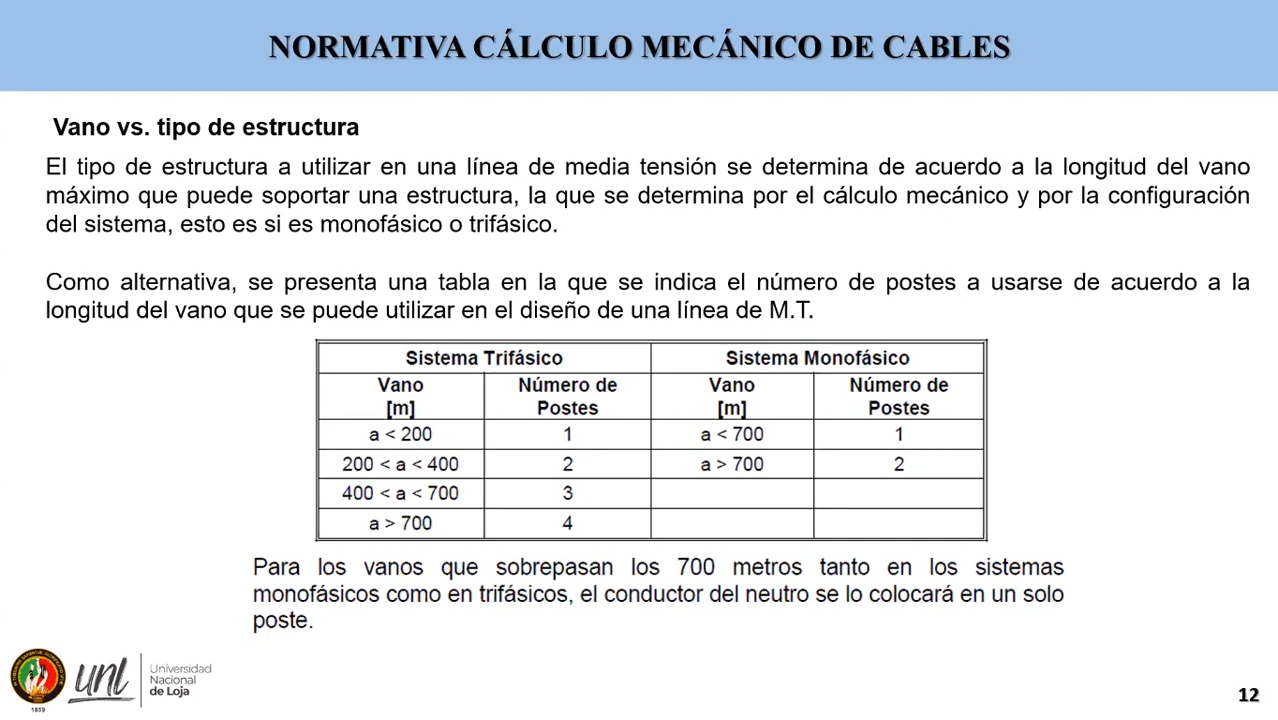 NORMATIVA CÁLCULO MECÁNICO DE CABLES
Vano vs. tipo de estructura
El tipo de estructura a utilizar en una línea de media tensión se determina de acuerdo a la longitud del vano
máximo que puede soportar una estructura, la que se determina por el cálculo mecánico y por la configuración
del sistema, esto es si es monofásico o trifásico.
Como alternativa, se presenta una tabla en la que se indica el número de postes a usarse de acuerdo a la
longitud del vano que se puede utilizar en el diseño de una línea de M.T.
Sistema Trifásico Sistema Monofásico
Vano Número de Vano Número de
[m] Postes [m] Postes
a < 200 1 a < 700 1
200 < a < 400 2 a > 700 2
400 < a < 700 3
a > 700 4
Para los vanos que sobrepasan los 700 metros tanto en los sistemas
monofásicos como en trifásicos, el conductor del neutro se lo colocará en un solo
poste.
1859
unl
Universidad
Nacional
de Loja
12